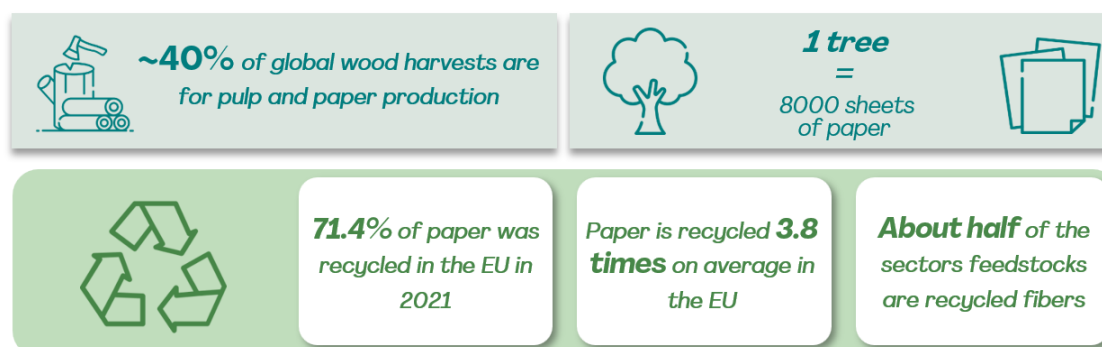 ~40% of global wood harvests are
for pulp and paper production
1 tree
=
8000 sheets
of paper
71.4% of paper was
recycled in the EU in
2021
Paper is recycled 3.8
times on average in
the EU
About half of the
sectors feedstocks
are recycled fibers